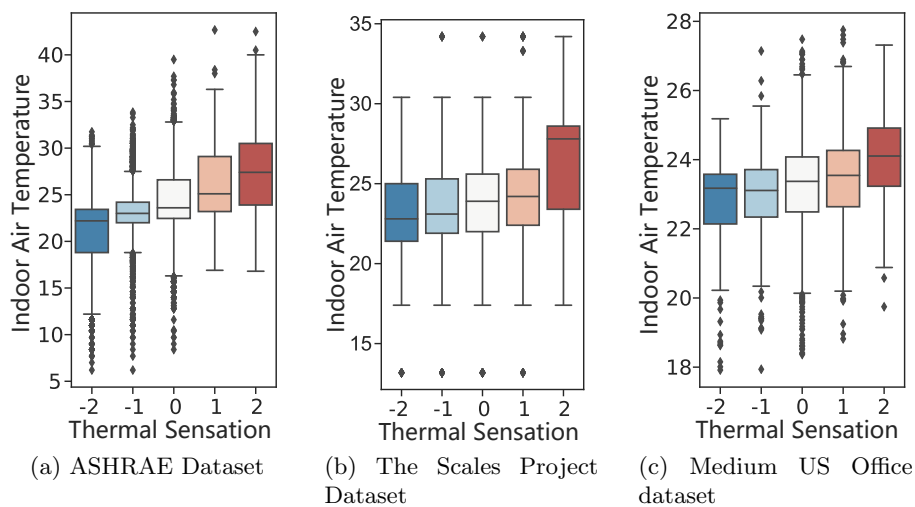 40
35
30
25
20
15
10
5
Indoor Air Temperature
-2 -1 0 1 2
Thermal Sensation
(a) ASHRAE Dataset
35
30
25
20
15
Indoor Air Temperature
-2 -1 0 1 2
Thermal Sensation
(b) The Scales Project
Dataset
28
26
24
22
20
18
Indoor Air Temperature
-2 -1 0 1 2
Thermal Sensation
(c) Medium US Office
dataset